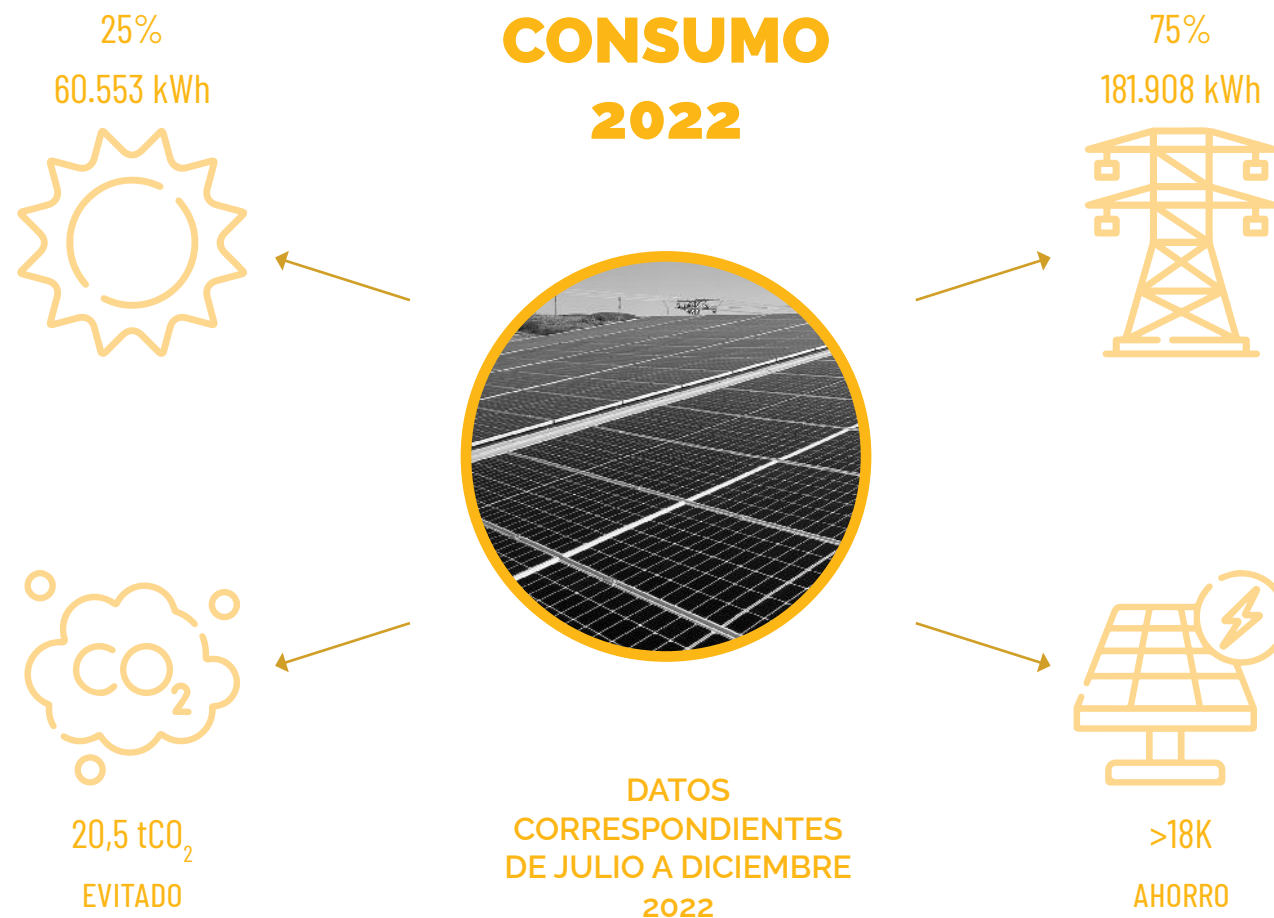 CONSUMO
2022
25%
60.553 kWh
75%
181.908 kWh
CO2
20,5 tCO2
EVITADO
DATOS
CORRESPONDIENTES
DE JULIO A DICIEMBRE
2022
>18K
AHORRO